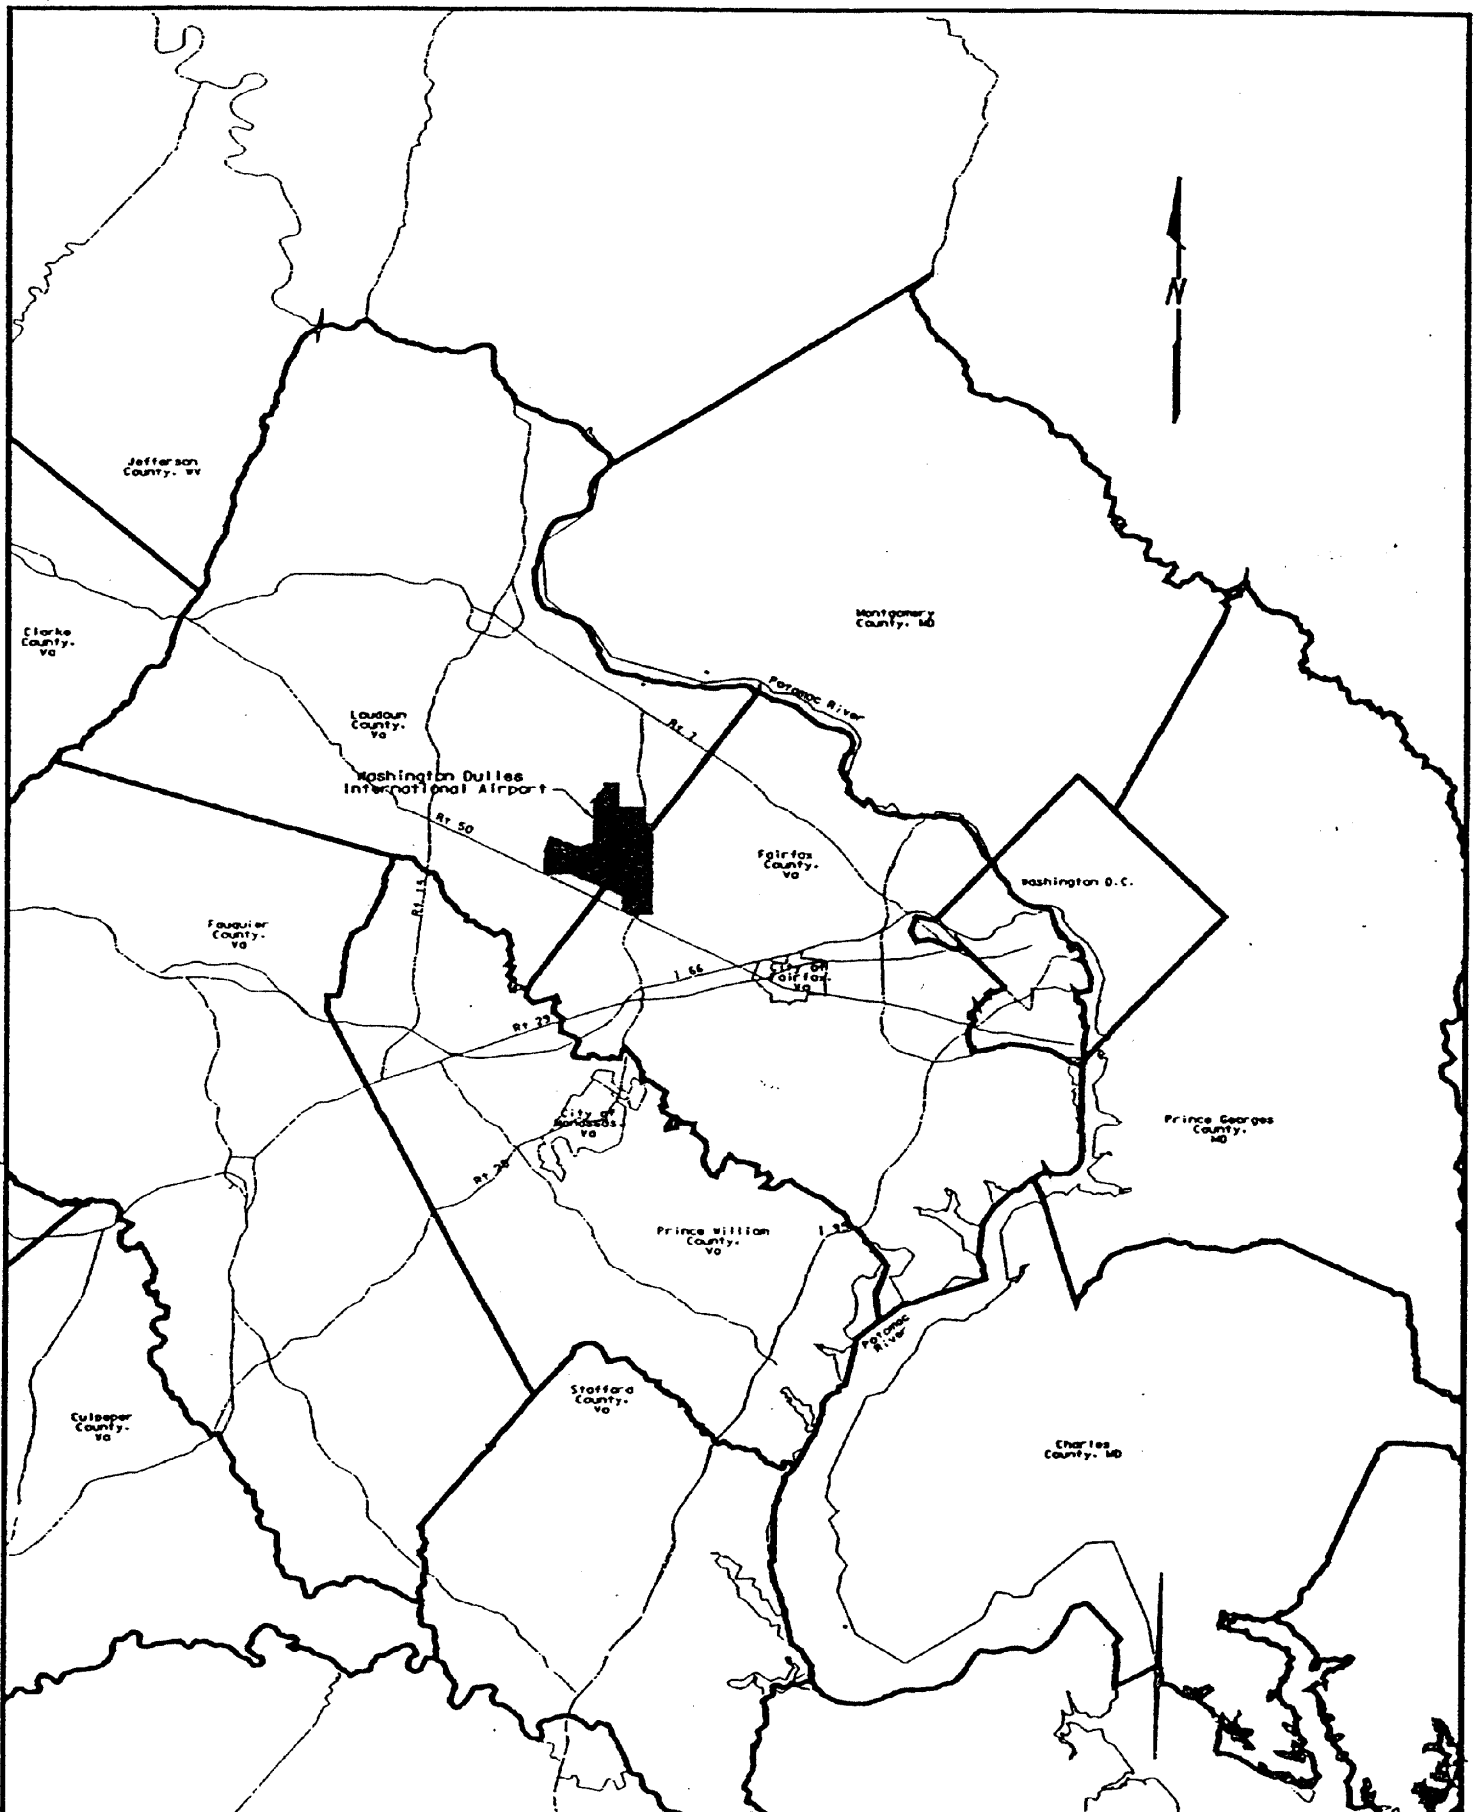 N
Jefferson
County. WV
Montgomery
County. MD
Clarke
County.
Va
Potomac River
Loudoun
County.
Va
Rt 7
Washington Dulles
International Airport
Rt 50
Fairfax
County.
Va
Washington D.C.
Rt 15
Fauquier
County.
Va
I 66
City of
Fairfax.
Va
Rt 29
City of
Manassas.
Va
Prince Georges
County.
MD
Rt 28
Prince William
County.
Va
I 95
Potomac
River
Stafford
County.
Va
Culpeper
County.
Va
Charles
County. MD